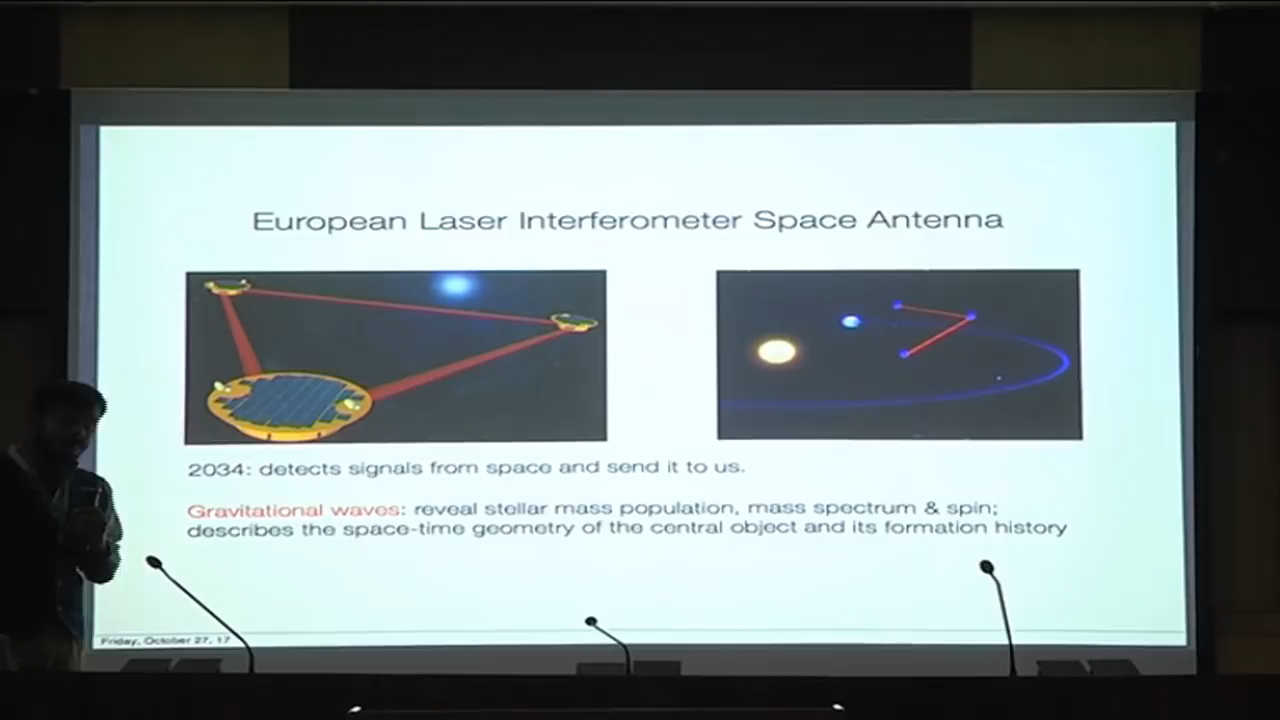 European Laser Interferometer Space Antenna
2034: detects signals from space and send it to us.
Gravitational waves: reveal stellar mass population, mass spectrum & spin;
describes the space-time geometry of the central object and its formation history
Friday, October 27, 17